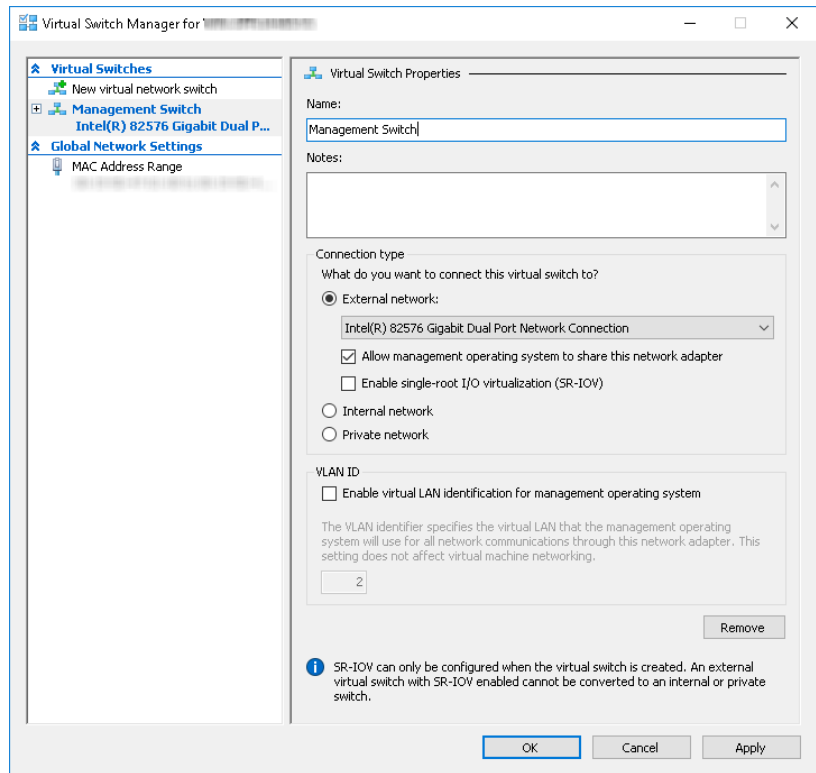 Virtual Switch Manager for
Virtual Switches
New virtual network switch
Management Switch
Intel(R) 82576 Gigabit Dual P...
Global Network Settings
MAC Address Range
Virtual Switch Properties
Name:
Management Switch
Notes:
Connection type
What do you want to connect this virtual switch to?
External network:
Intel(R) 82576 Gigabit Dual Port Network Connection
Allow management operating system to share this network adapter
Enable single-root I/O virtualization (SR-IOV)
Internal network
Private network
VLAN ID
Enable virtual LAN identification for management operating system
The VLAN identifier specifies the virtual LAN that the management operating
system will use for all network communications through this network adapter. This
setting does not affect virtual machine networking.
2
Remove
SR-IOV can only be configured when the virtual switch is created. An external
virtual switch with SR-IOV enabled cannot be converted to an internal or private
switch.
OK
Cancel
Apply